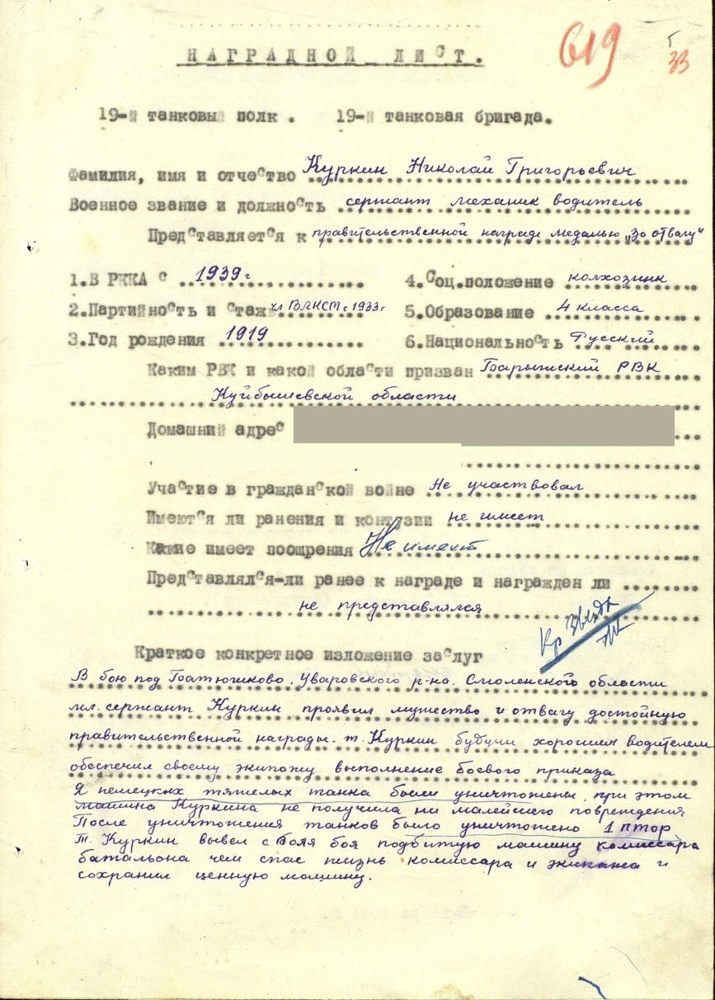 НАГРАДНОЙ ЛИСТ.
619
33
19-й танковый полк. 19-й танковая бригада.
Фамилия, имя и отчество Куркин Николай Григорьевич
Военное звание и должность сержант механик водитель
Представляется к правительственной награде медалью „За отвагу"
1.В РККА с 1939 г
4.Соц.положение колхозник
2.Партийность и стаж чл ВЛКСМ с 1933 г
5.Образование 4 класса
3.Год рождения 1919
6.Национальность Русский
Каким РВК и какой области призван Барышский РВК
Куйбышевской области
Домашний адрес
Участие в гражданской войне Не участвовал
Имеются ли ранения и контузии не имеет
Какие имеет поощрения Не имеет
Представлялся-ли ранее к награде и награжден ли
не представлялся
Кр Звезда
Краткое конкретное изложение заслуг
В бою под Батюшково, Уваровского р-на. Смоленской области
мл. сержант Куркин проявил мужество и отвагу достойную
правительственной награды. т. Куркин будучи хорошим водителем
обеспечил своему экипажу выполнение боевого приказа
немецких тяжелых танка были уничтожены, при этом
машина Куркина не получила ни малейшего повреждения
После уничтожения танков было уничтожено 1 птор
Т. Куркин вывел с боя подбитую машину комиссара
батальона чем спас жизнь комиссара и экипажа и
сохранил ценную машину.